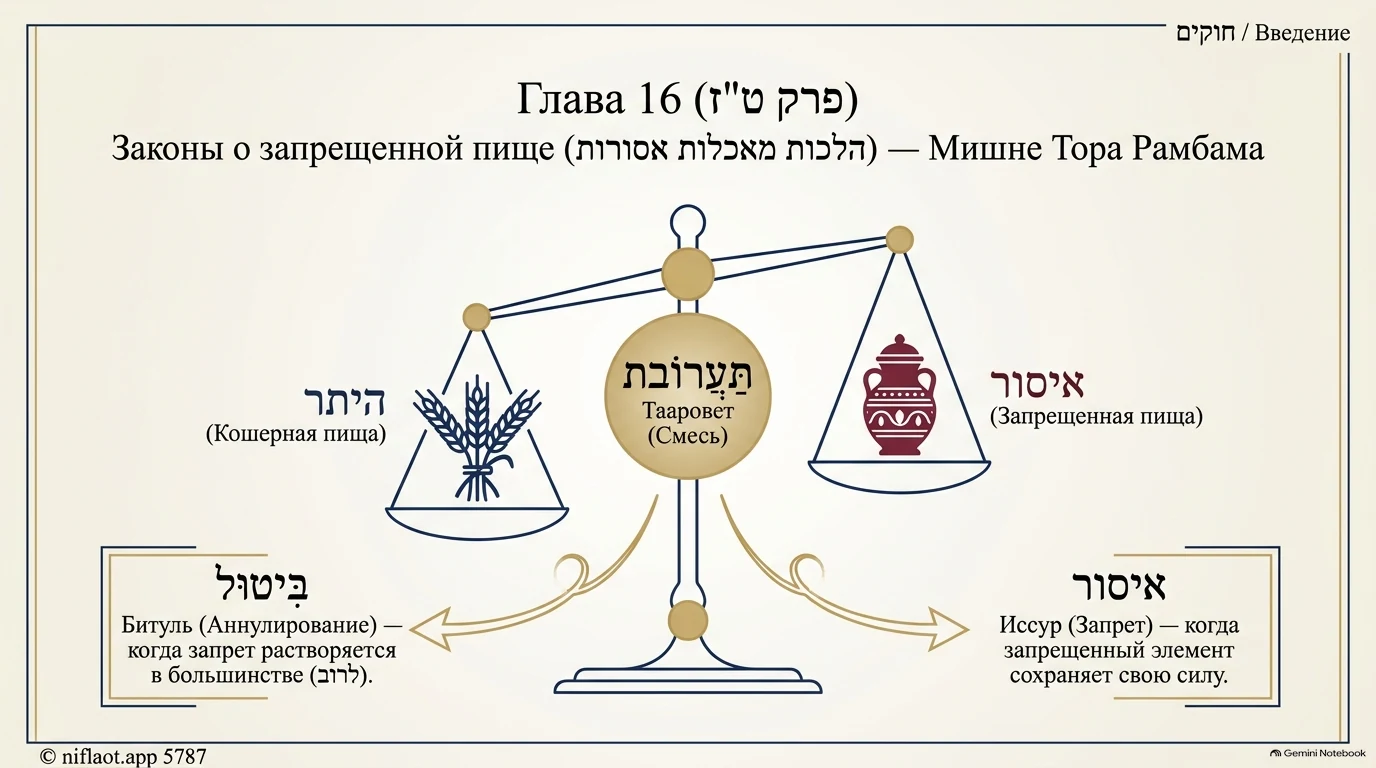 חוקים / Введение
Глава 16 (פרק ט"ז)
Законы о запрещенной пище (הלכות מאכלות אסורות) — Мишне Тора Рамбама
היתר
(Кошерная пища)
תַּעֲרוֹבת
Тааровет
(Смесь)
איסור
(Запрещенная пища)
בִּיטוּל
Битуль (Аннулирование) —
когда запрет растворяется
в большинстве (לרוב).
איסור
Иссур (Запрет) — когда
запрещенный элемент
сохраняет свою силу.
© niflaot.app 5787
Gemini Notebook